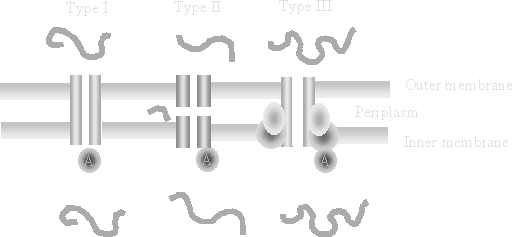 Type I Type II Type III
Outer membrane
Periplasm
Inner membrane
A A A